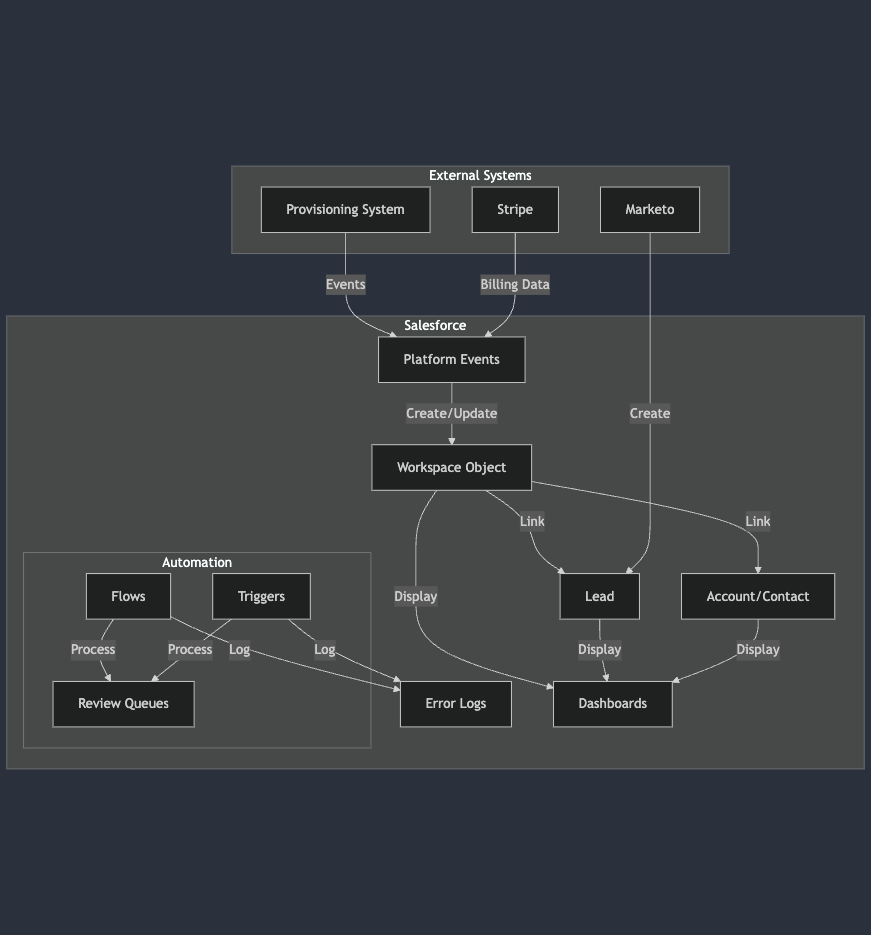 External Systems
Provisioning System
Stripe
Marketo
Events
Billing Data
Salesforce
Platform Events
Create/Update
Create
Workspace Object
Link
Link
Automation
Flows
Triggers
Display
Lead
Account/Contact
Process
Process
Log
Log
Display
Display
Review Queues
Error Logs
Dashboards